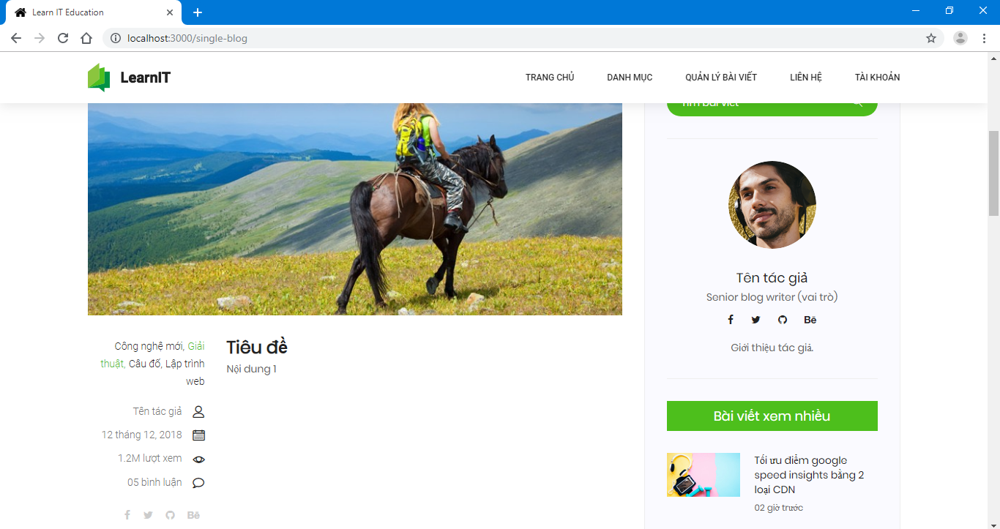 Learn IT Education
localhost:3000/single-blog
LearnIT
TRANG CHỦ
DANH MỤC
QUẢN LÝ BÀI VIẾT
LIÊN HỆ
TÀI KHOẢN
Tìm bài viết
Công nghệ mới, Giải
thuật, Câu đố, Lập trình
web
Tên tác giả
12 tháng 12, 2018
1.2M lượt xem
05 bình luận
Tiêu đề
Nội dung 1
Tên tác giả
Senior blog writer (vai trò)
Giới thiệu tác giả.
Bài viết xem nhiều
Tối ưu điểm google
speed insights bằng 2
loại CDN
02 giờ trước